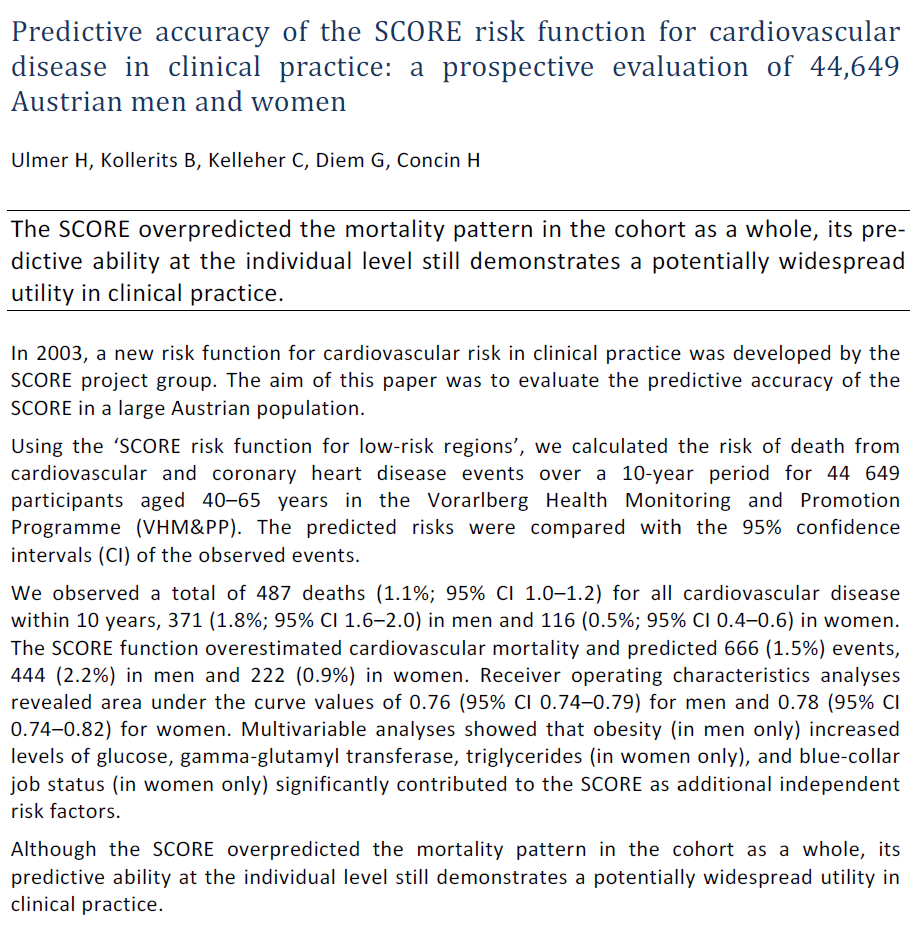 Predictive accuracy of the SCORE risk function for cardiovascular
disease in clinical practice: a prospective evaluation of 44,649
Austrian men and women
Ulmer H, Kollerits B, Kelleher C, Diem G, Concin H
The SCORE overpredicted the mortality pattern in the cohort as a whole, its pre-
dictive ability at the individual level still demonstrates a potentially widespread
utility in clinical practice.
In 2003, a new risk function for cardiovascular risk in clinical practice was developed by the
SCORE project group. The aim of this paper was to evaluate the predictive accuracy of the
SCORE in a large Austrian population.
Using the ‘SCORE risk function for low-risk regions’, we calculated the risk of death from
cardiovascular and coronary heart disease events over a 10-year period for 44 649
participants aged 40–65 years in the Vorarlberg Health Monitoring and Promotion
Programme (VHM&PP). The predicted risks were compared with the 95% confidence
intervals (CI) of the observed events.
We observed a total of 487 deaths (1.1%; 95% CI 1.0–1.2) for all cardiovascular disease
within 10 years, 371 (1.8%; 95% CI 1.6–2.0) in men and 116 (0.5%; 95% CI 0.4–0.6) in women.
The SCORE function overestimated cardiovascular mortality and predicted 666 (1.5%) events,
444 (2.2%) in men and 222 (0.9%) in women. Receiver operating characteristics analyses
revealed area under the curve values of 0.76 (95% CI 0.74–0.79) for men and 0.78 (95% CI
0.74–0.82) for women. Multivariable analyses showed that obesity (in men only) increased
levels of glucose, gamma-glutamyl transferase, triglycerides (in women only), and blue-collar
job status (in women only) significantly contributed to the SCORE as additional independent
risk factors.
Although the SCORE overpredicted the mortality pattern in the cohort as a whole, its
predictive ability at the individual level still demonstrates a potentially widespread utility in
clinical practice.